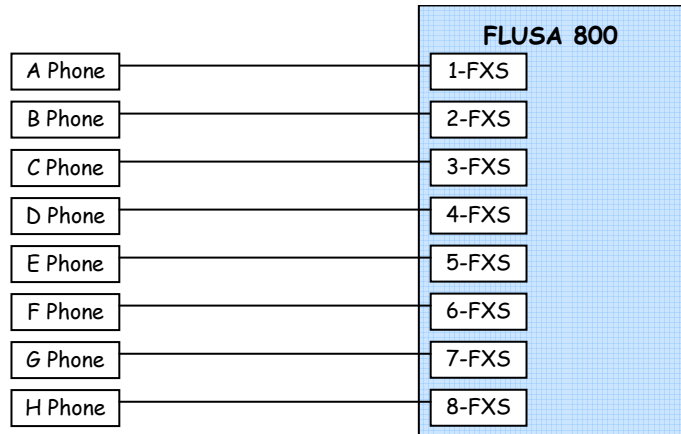 FLUSA 800
A Phone 1-FXS
B Phone 2-FXS
C Phone 3-FXS
D Phone 4-FXS
E Phone 5-FXS
F Phone 6-FXS
G Phone 7-FXS
H Phone 8-FXS